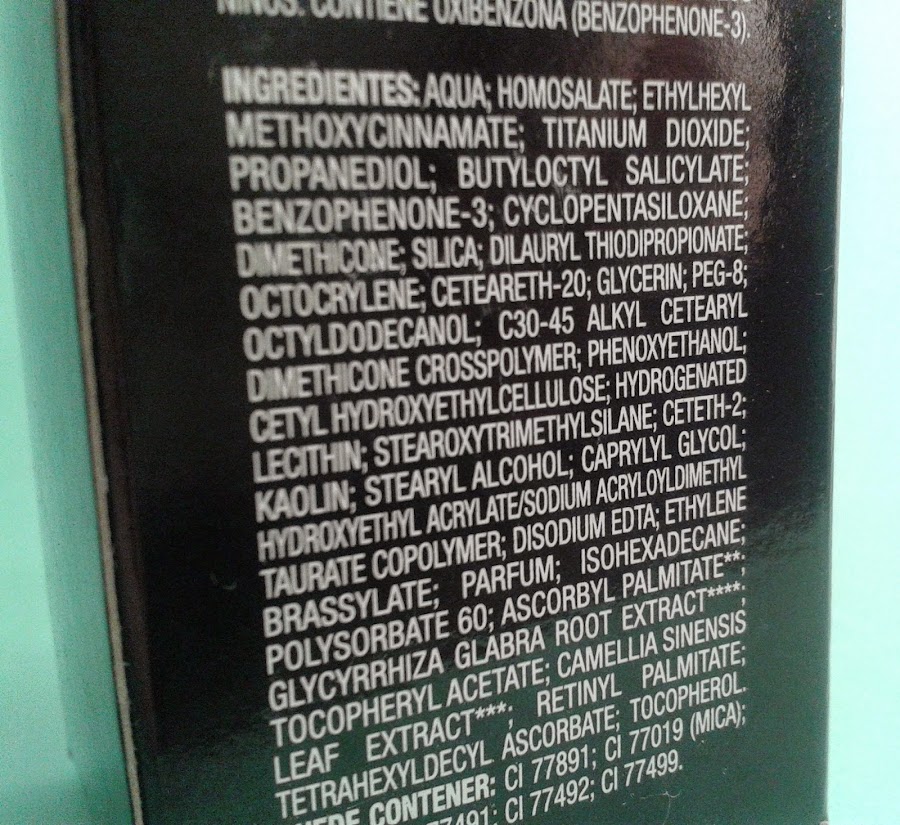 NIÑOS. CONTIENE OXIBENZONA (BENZOPHENONE-3).
INGREDIENTES: AQUA; HOMOSALATE; ETHYLHEXYL
METHOXYCINNAMATE; TITANIUM DIOXIDE;
PROPANEDIOL; BUTYLOCTYL SALICYLATE;
BENZOPHENONE-3; CYCLOPENTASILOXANE;
DIMETHICONE; SILICA; DILAURYL THIODIPROPIONATE;
OCTOCRYLENE; CETEARETH-20; GLYCERIN; PEG-8;
OCTYLDODECANOL; C30-45 ALKYL CETEARYL
DIMETHICONE CROSSPOLYMER; PHENOXYETHANOL;
CETYL HYDROXYETHYLCELLULOSE; HYDROGENATED
LECITHIN; STEAROXYTRIMETHYLSILANE; CETETH-2;
KAOLIN; STEARYL ALCOHOL; CAPRYLYL GLYCOL;
HYDROXYETHYL ACRYLATE/SODIUM ACRYLOYLDIMETHYL
TAURATE COPOLYMER; DISODIUM EDTA; ETHYLENE
BRASSYLATE; PARFUM; ISOHEXADECANE;
POLYSORBATE 60; ASCORBYL PALMITATE**;
GLYCYRRHIZA GLABRA ROOT EXTRACT****;
TOCOPHERYL ACETATE; CAMELLIA SINENSIS
LEAF EXTRACT***; RETINYL PALMITATE;
TETRAHEXYLDECYL ASCORBATE; TOCOPHEROL.
PUEDE CONTENER: CI 77891; CI 77019 (MICA);
77491; CI 77492; CI 77499.